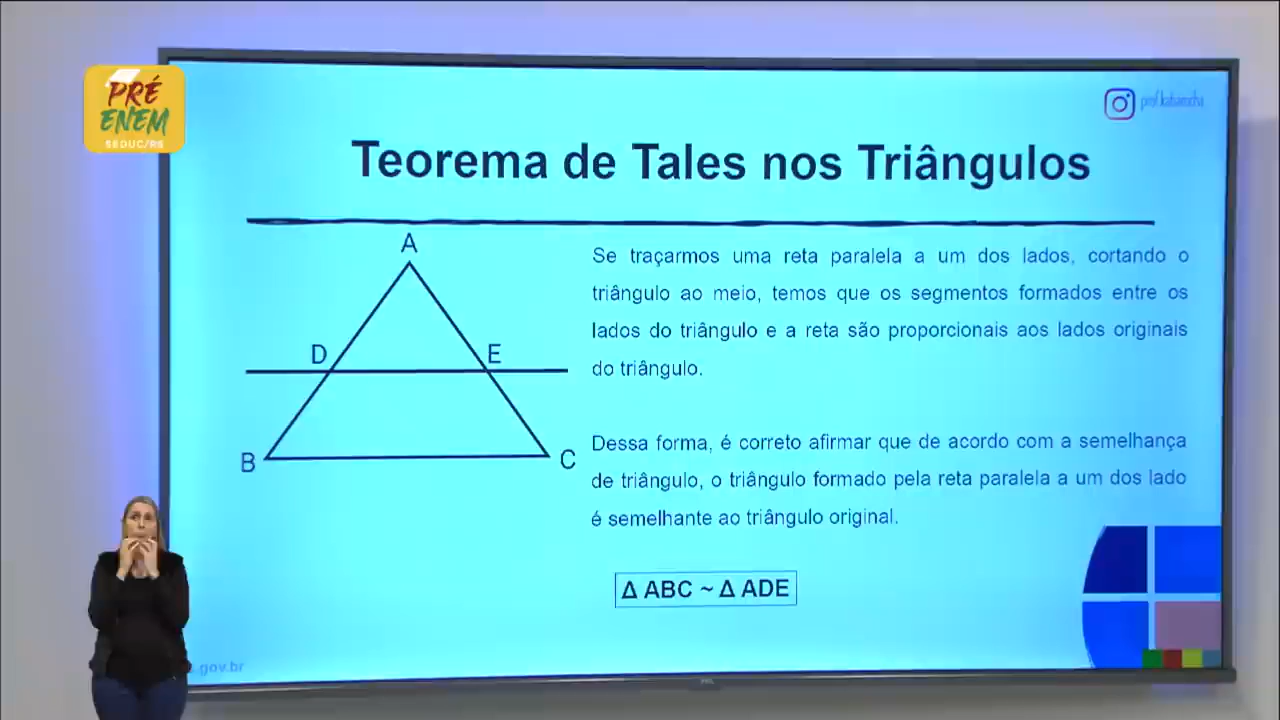 PRÉ
ENEM
SEDUC/RS
Teorema de Tales nos Triângulos
A
D
E
B
C
Se traçarmos uma reta paralela a um dos lados, cortando o
triângulo ao meio, temos que os segmentos formados entre os
lados do triângulo e a reta são proporcionais aos lados originais
do triângulo.
Dessa forma, é correto afirmar que de acordo com a semelhança
de triângulo, o triângulo formado pela reta paralela a um dos lado
é semelhante ao triângulo original.
Δ ABC ~ Δ ADE
.gov.br